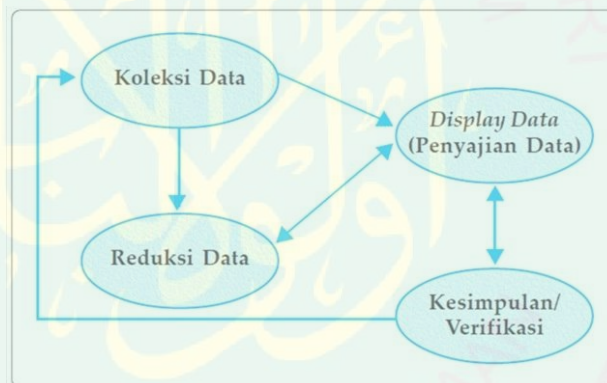 Koleksi Data
Display Data
(Penyajian Data)
Reduksi Data
Kesimpulan/
Verifikasi